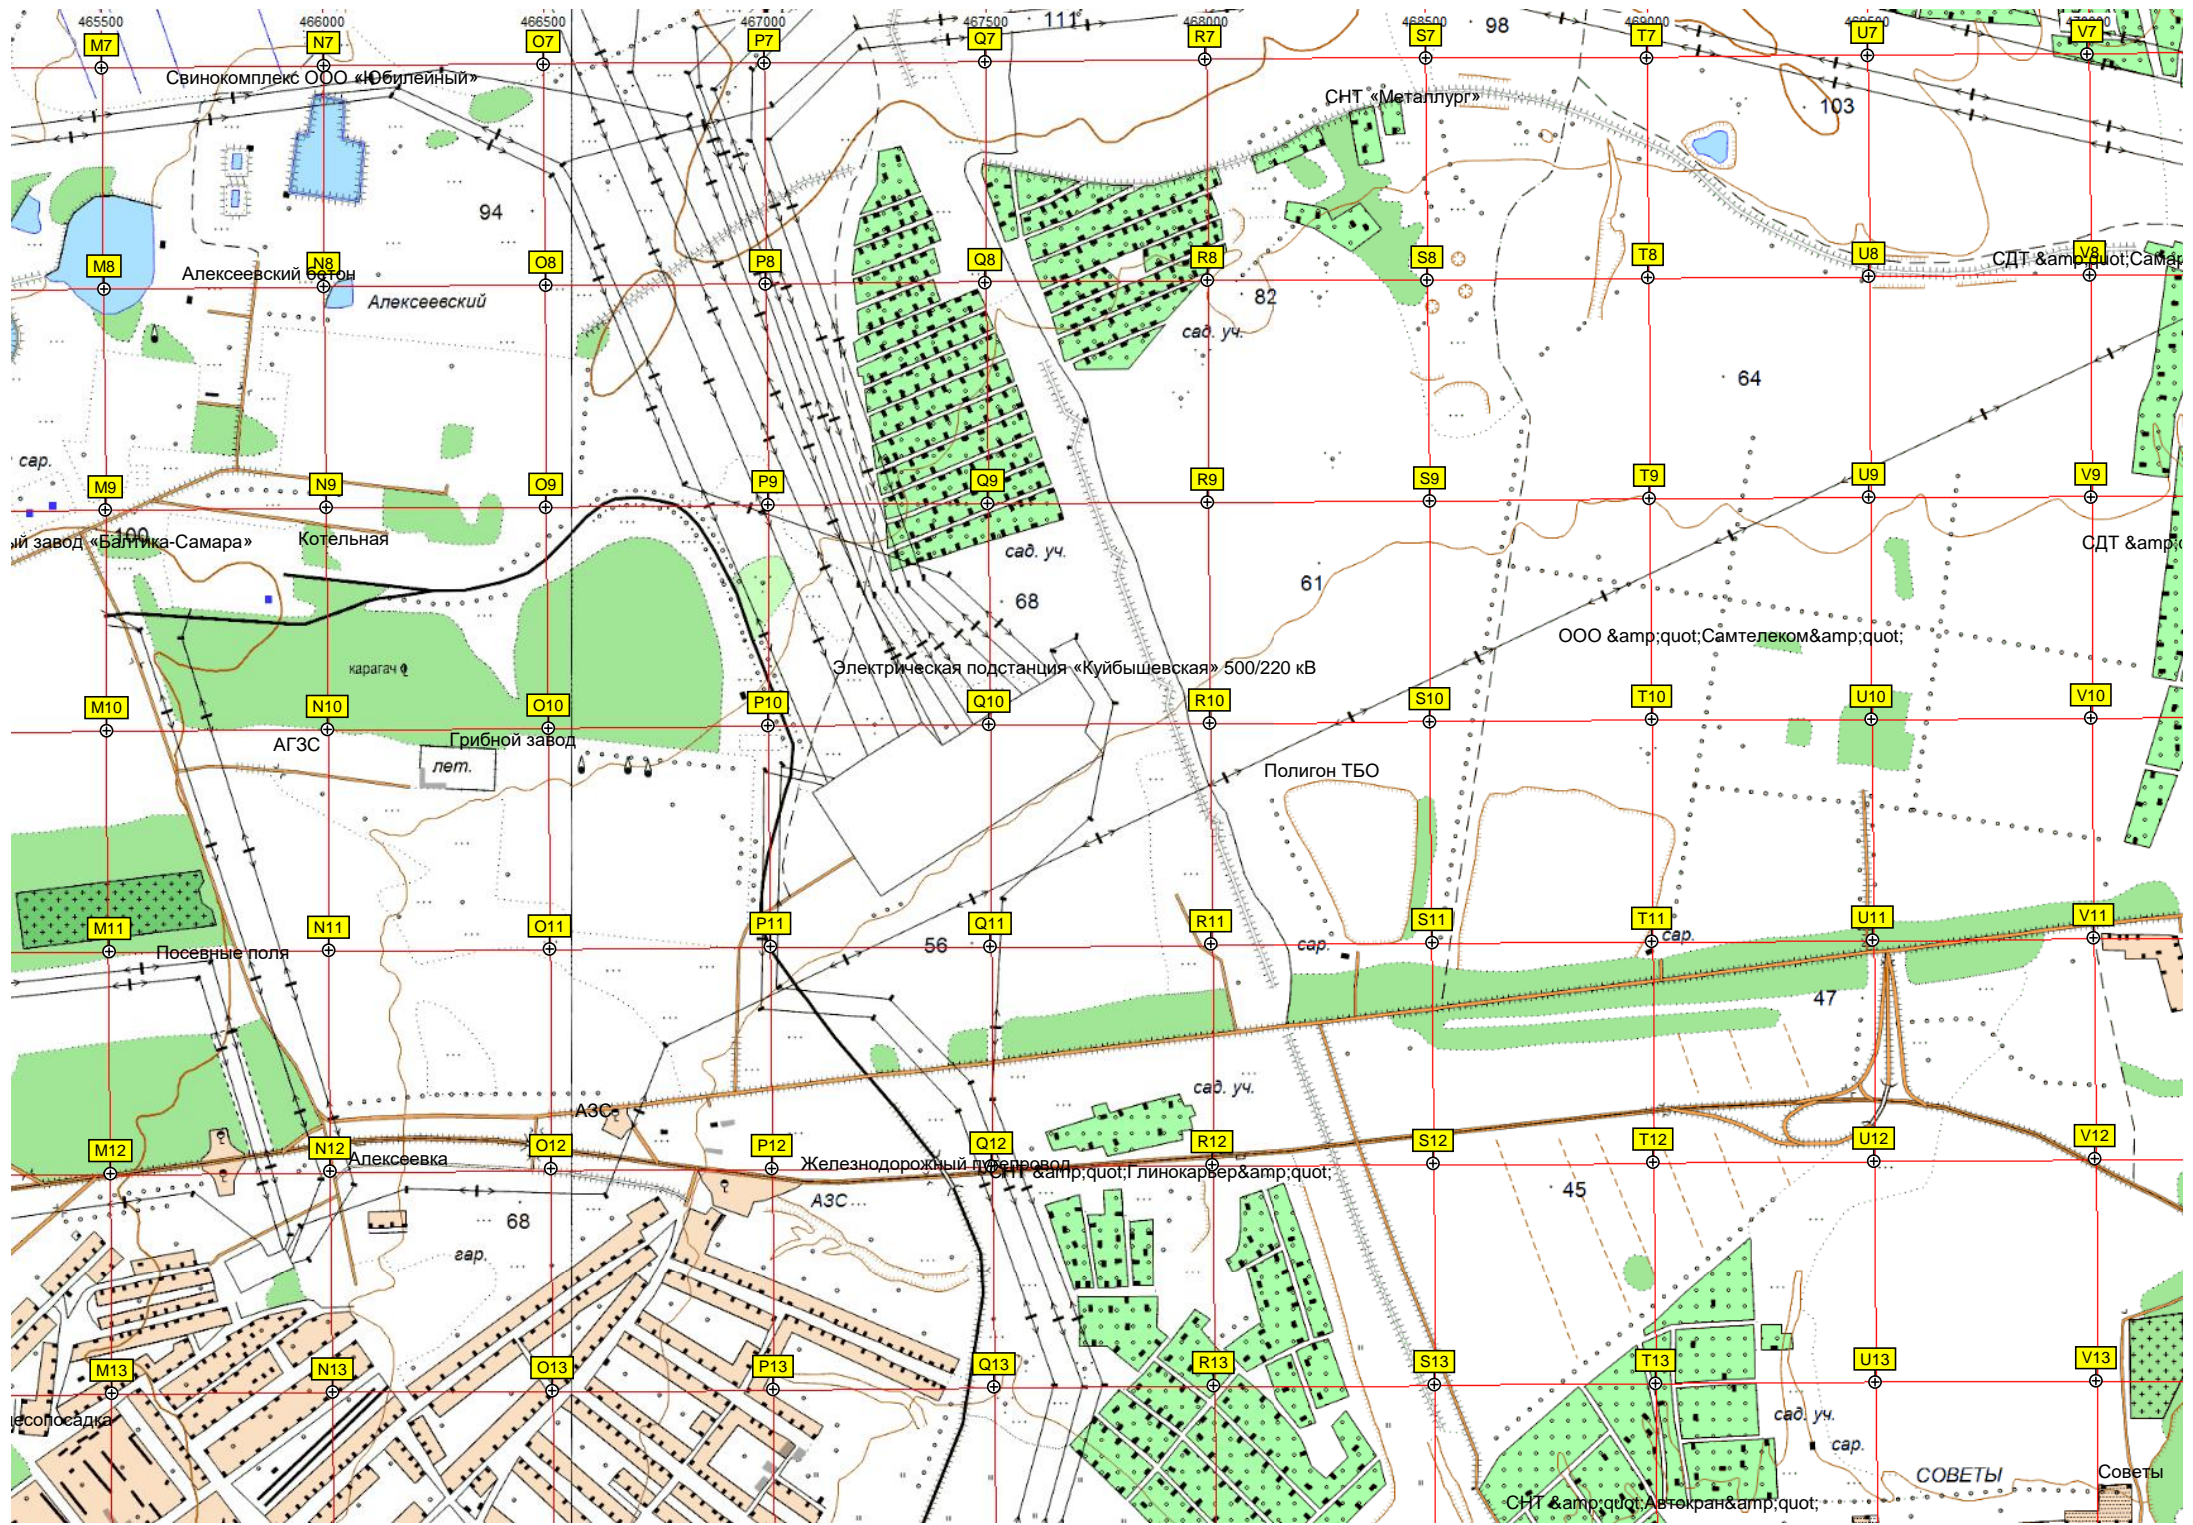 465500 466000 466500 467000 467500 468000 468500 469000 469500 470000
111
98
M7 N7 O7 P7 Q7 R7 S7 T7 U7 V7
Свинокомплекс ООО «Юбилейный»
СНТ «Металлург»
103
94
M8 N8 O8 P8 Q8 R8 S8 T8 U8 V8
Алексеевский бетон
СДТ &amp;quot;Самар
Алексеевский
82
сад. уч.
64
сар.
M9 N9 O9 P9 Q9 R9 S9 T9 U9 V9
100
ый завод «Балтика-Самара»
Котельная
сад. уч.
СДТ &amp;q
61
68
ООО &amp;quot;Самтелеком&amp;quot;
карагач
Электрическая подстанция «Куйбышевская» 500/220 кВ
M10 N10 O10 P10 Q10 R10 S10 T10 U10 V10
АГЗС
Грибной завод
лет.
Полигон ТБО
M11 N11 O11 P11 Q11 R11 S11 T11 U11 V11
56
сар.
сар.
Посевные поля
47
сад. уч.
АЗС
M12 N12 O12 P12 Q12 R12 S12 T12 U12 V12
Алексеевка
Железнодорожный путепровод
СНТ &amp;quot;Глинокарьер&amp;quot;
АЗС
45
68
гар.
M13 N13 O13 P13 Q13 R13 S13 T13 U13 V13
лесопосадка
сад. уч.
сар.
СОВЕТЫ
Советы
СНТ &amp;quot;Автокран&amp;quot;